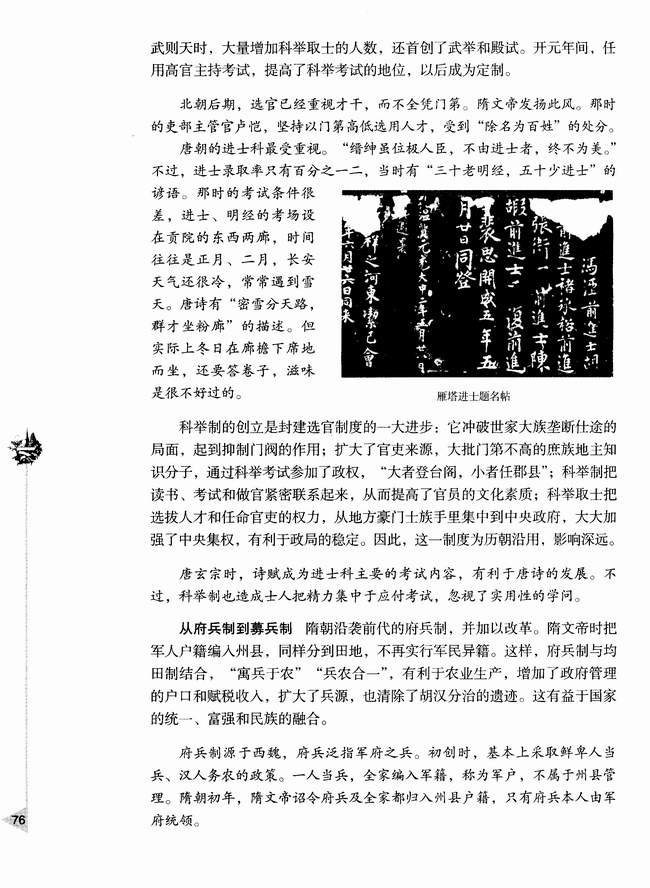 武则天时，大量增加科举取士的人数，还首创了武举和殿试。开元年间，任
用高官主持考试，提高了科举考试的地位，以后成为定制。
北朝后期，选官已经重视才干，而不全凭门第。隋文帝发扬此风。那时
的吏部主管官卢恺，坚持以门第高低选用人才，受到“除名为百姓”的处分。
唐朝的进士科最受重视。“缙绅虽位极人臣，不由进士者，终不为美。”
不过，进士录取率只有百分之一二，当时有“三十老明经，五十少进士”的
谚语。那时的考试条件很
差，进士、明经的考场设
在贡院的东西两廊，时间
往往是正月、二月，长安
天气还很冷，常常遇到雪
天。唐诗有“密雪分天路，
群才坐粉廊”的描述。但
实际上冬日在廊檐下席地
而坐，还要答卷子，滋味
是很不好过的。
雁塔进士题名帖
科举制的创立是封建选官制度的一大进步：它冲破世家大族垄断仕途的
局面，起到抑制门阀的作用；扩大了官吏来源，大批门第不高的庶族地主知
识分子，通过科举考试参加了政权，“大者登台阁，小者任郡县”；科举制把
读书、考试和做官紧密联系起来，从而提高了官员的文化素质；科举取士把
选拔人才和任命官吏的权力，从地方豪门士族手里集中到中央政府，大大加
强了中央集权，有利于政局的稳定。因此，这一制度为历朝沿用，影响深远。
唐玄宗时，诗赋成为进士科主要的考试内容，有利于唐诗的发展。不
过，科举制也造成士人把精力集中于应付考试，忽视了实用性的学问。
从府兵制到募兵制　隋朝沿袭前代的府兵制，并加以改革。隋文帝时把
军人户籍编入州县，同样分到田地，不再实行军民异籍。这样，府兵制与均
田制结合，“寓兵于农”“兵农合一”，有利于农业生产，增加了政府管理
的户口和赋税收入，扩大了兵源，也清除了胡汉分治的遗迹。这有益于国家
的统一、富强和民族的融合。
府兵制源于西魏，府兵泛指军府之兵。初创时，基本上采取鲜卑人当
兵、汉人务农的政策。一人当兵，全家编入军籍，称为军户，不属于州县管
理。隋朝初年，隋文帝诏令府兵及全家都归入州县户籍，只有府兵本人由军
府统领。
76